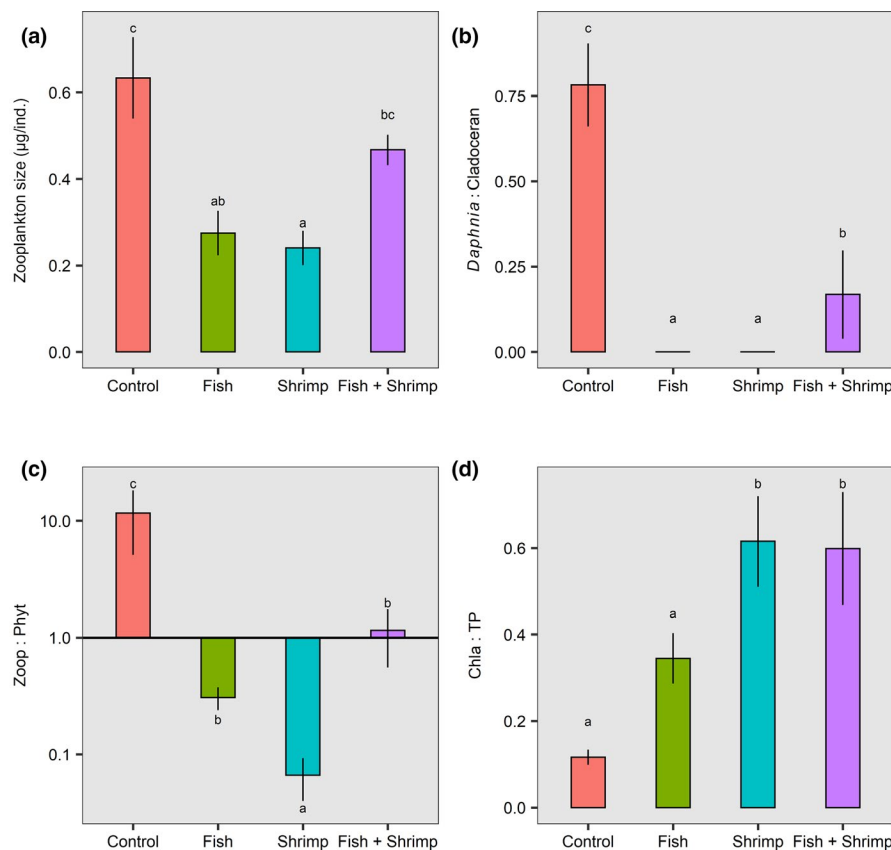 (a)
Zooplankton size (µg/ind.)
0.6
0.4
0.2
0.0
c
ab
a
bc
Control Fish Shrimp Fish + Shrimp
(b)
Daphnia : Cladoceran
0.75
0.50
0.25
0.00
c
a
a
b
Control Fish Shrimp Fish + Shrimp
(c)
Zoop : Phyt
10.0
1.0
0.1
c
b
a
b
Control Fish Shrimp Fish + Shrimp
(d)
Chla : TP
0.6
0.4
0.2
0.0
a
a
b
b
Control Fish Shrimp Fish + Shrimp